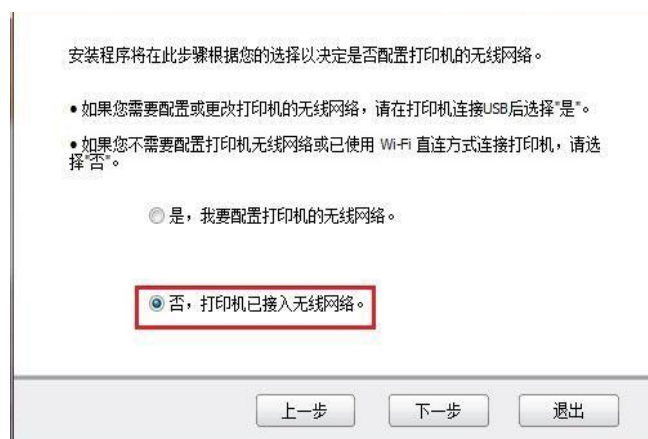 安装程序将在此步骤根据您的选择以决定是否配置打印机的无线网络。
• 如果您需要配置或更改打印机的无线网络，请在打印机连接USB后选择"是"。
• 如果您不需要配置打印机无线网络或已使用 Wi-Fi 直连方式连接打印机，请选
择"否"。
是，我要配置打印机的无线网络。
否，打印机已接入无线网络。
上一步 下一步 退出